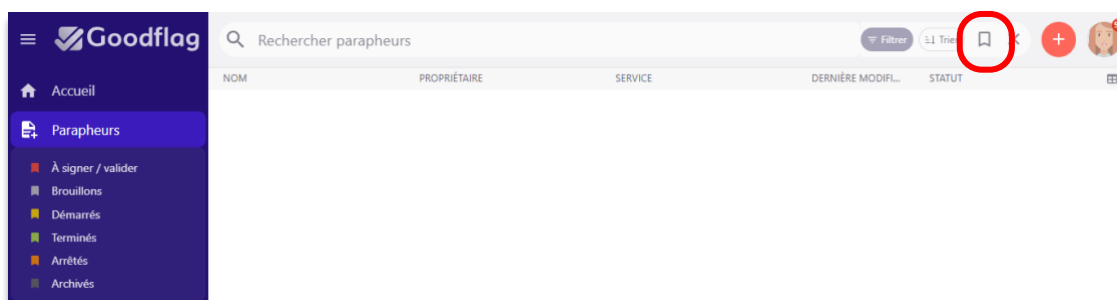 Goodflag
Rechercher parapheurs
Filtrer
Trier
NOM PROPRIÉTAIRE SERVICE DERNIÈRE MODIFI... STATUT
Accueil
Parapheurs
À signer / valider
Brouillons
Démarrés
Terminés
Arrêtés
Archivés